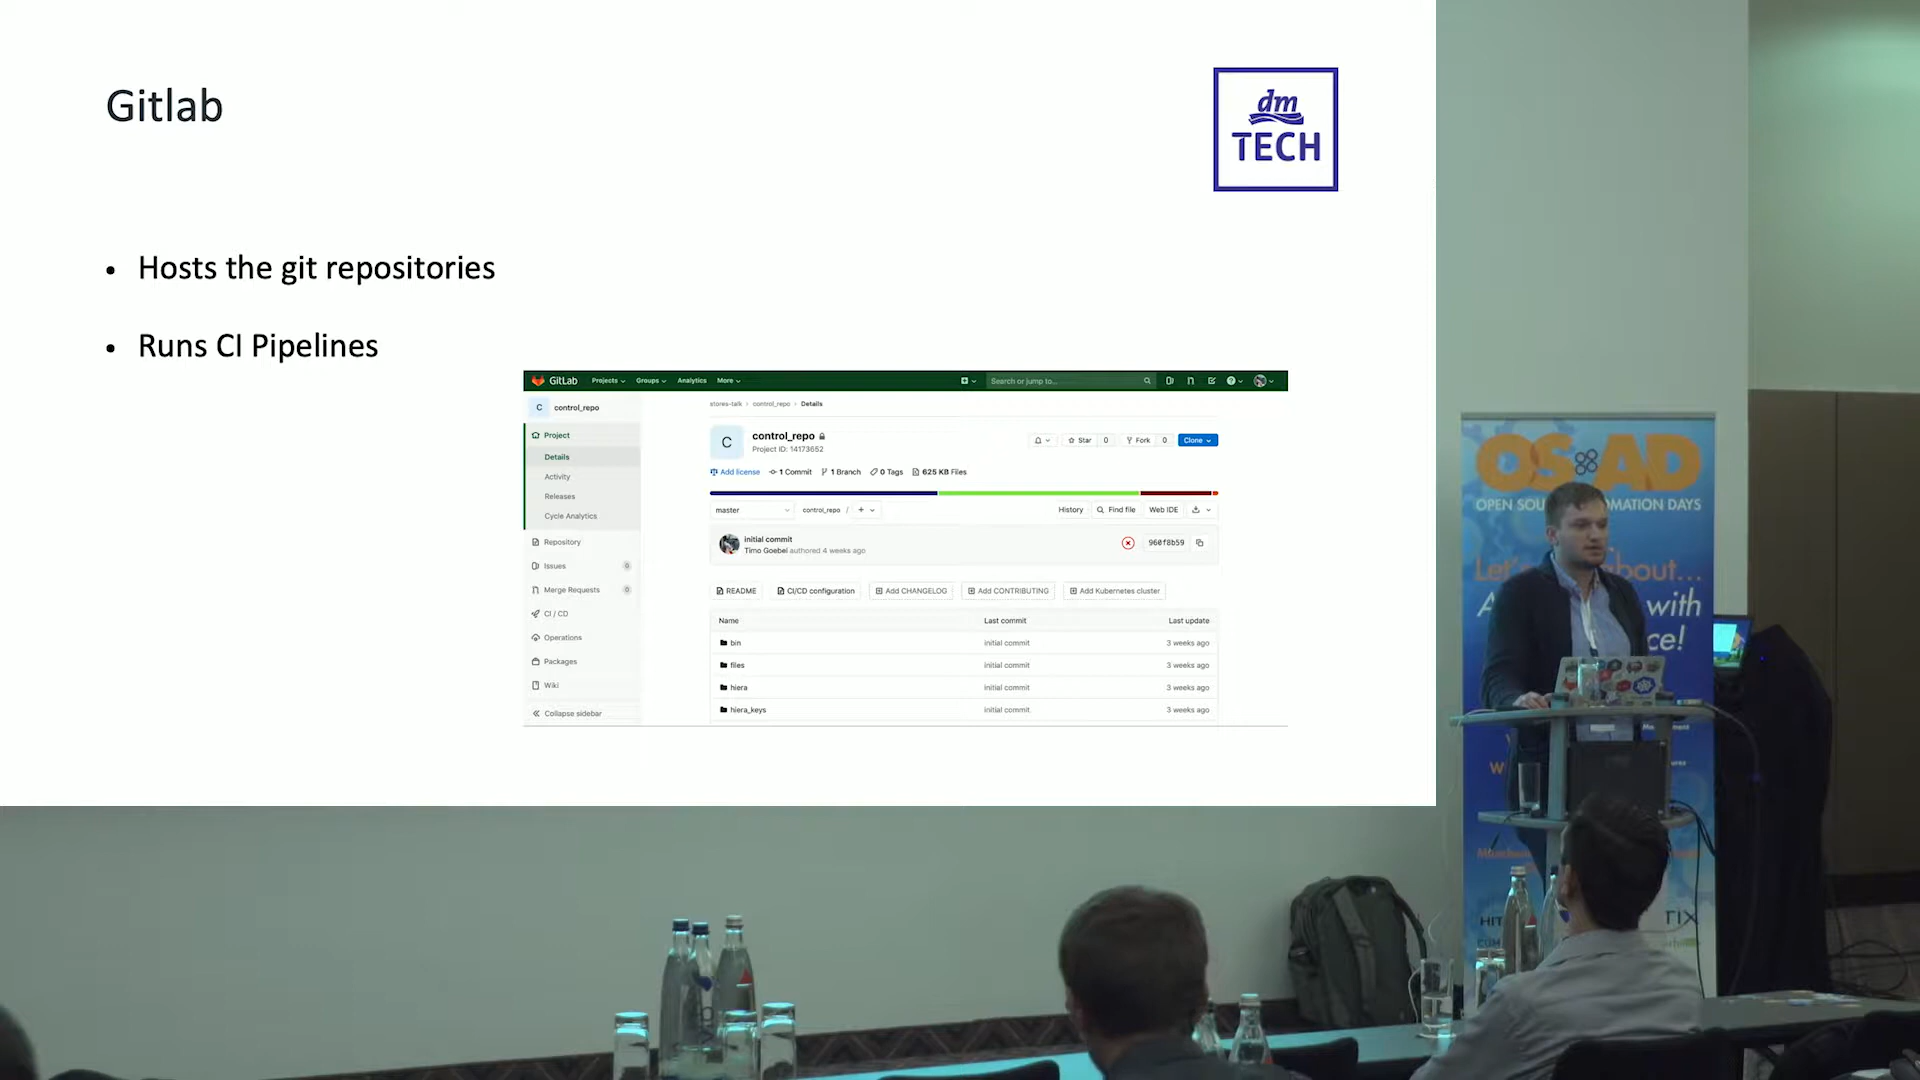 Gitlab
dm
TECH
• Hosts the git repositories
• Runs CI Pipelines
GitLab Projects Groups Analytics More Search or jump to...
C control_repo
Project
Details
Activity
Releases
Cycle Analytics
Repository
Issues 0
Merge Requests 0
CI / CD
Operations
Packages
Wiki
Collapse sidebar
stores-talk › control_repo › Details
C
control_repo
Project ID: 14173652
Star 0 Fork 0 Clone
Add license 1 Commit 1 Branch 0 Tags 625 KB Files
master control_repo / + History Find file Web IDE
initial commit
Timo Goebel authored 4 weeks ago
960f8b59
README CI/CD configuration Add CHANGELOG Add CONTRIBUTING Add Kubernetes cluster
Name Last commit Last update
bin initial commit 3 weeks ago
files initial commit 3 weeks ago
hiera initial commit 3 weeks ago
hiera_keys initial commit 3 weeks ago
OSAD
OPEN
DAYS
with